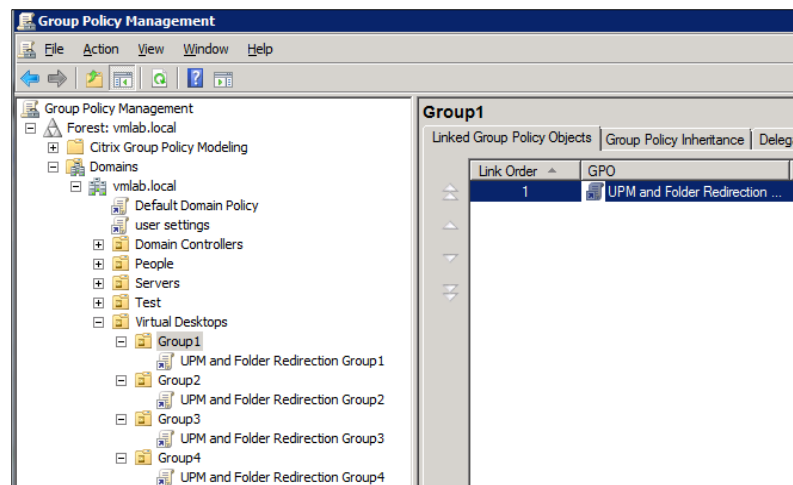 Group Policy Management
File Action View Window Help
Group Policy Management
Forest: vmlab.local
Citrix Group Policy Modeling
Domains
vmlab.local
Default Domain Policy
user settings
Domain Controllers
People
Servers
Test
Virtual Desktops
Group1
UPM and Folder Redirection Group1
Group2
UPM and Folder Redirection Group2
Group3
UPM and Folder Redirection Group3
Group4
UPM and Folder Redirection Group4
Group1
Linked Group Policy Objects Group Policy Inheritance Deleg
Link Order GPO
1 UPM and Folder Redirection ...